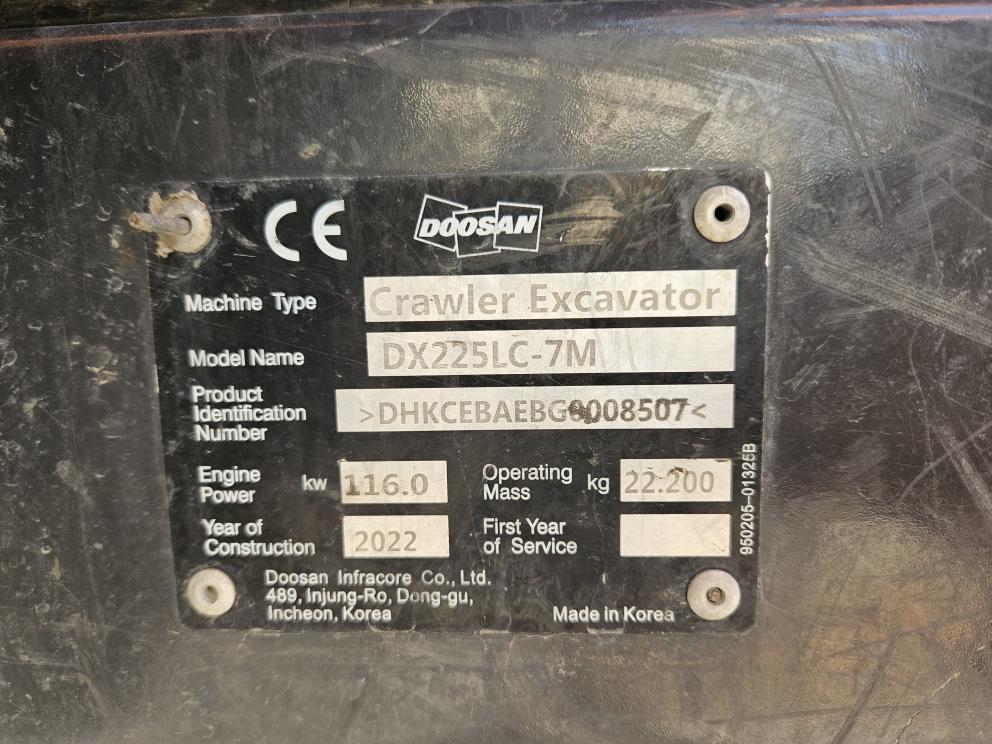 CE DOOSAN
Machine Type Crawler Excavator
Model Name DX225LC-7M
Product
Identification
Number >DHKCEBAEBG0008507<
Engine
Power kw 116.0 Operating
Mass kg 22.200
Year of
Construction 2022 First Year
of Service
950205-01325B
Doosan Infracore Co., Ltd.
489, Injung-Ro, Dong-gu,
Incheon, Korea
Made in Korea